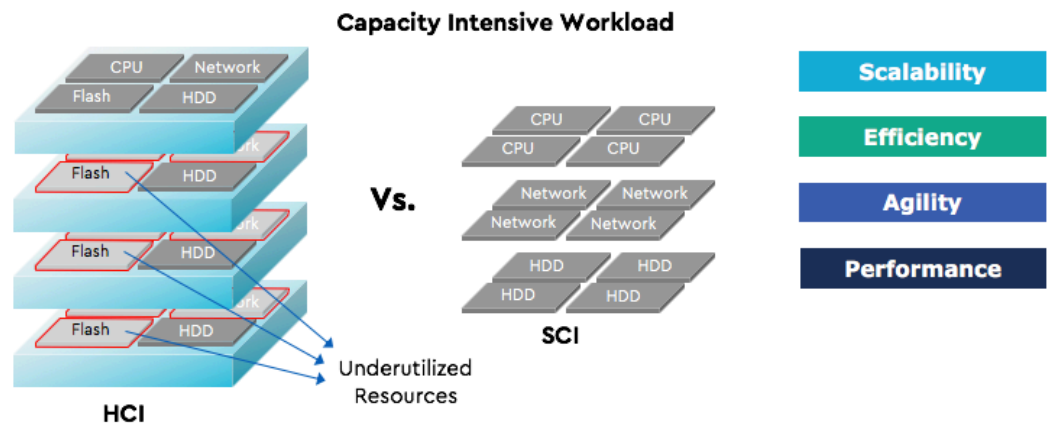 Capacity Intensive Workload
CPU
Network
Flash
HDD
Flash
HDD
Flash
HDD
Flash
HDD
Underutilized
Resources
HCI
Vs.
CPU
CPU
CPU
CPU
Network
Network
Network
Network
HDD
HDD
HDD
HDD
SCI
Scalability
Efficiency
Agility
Performance